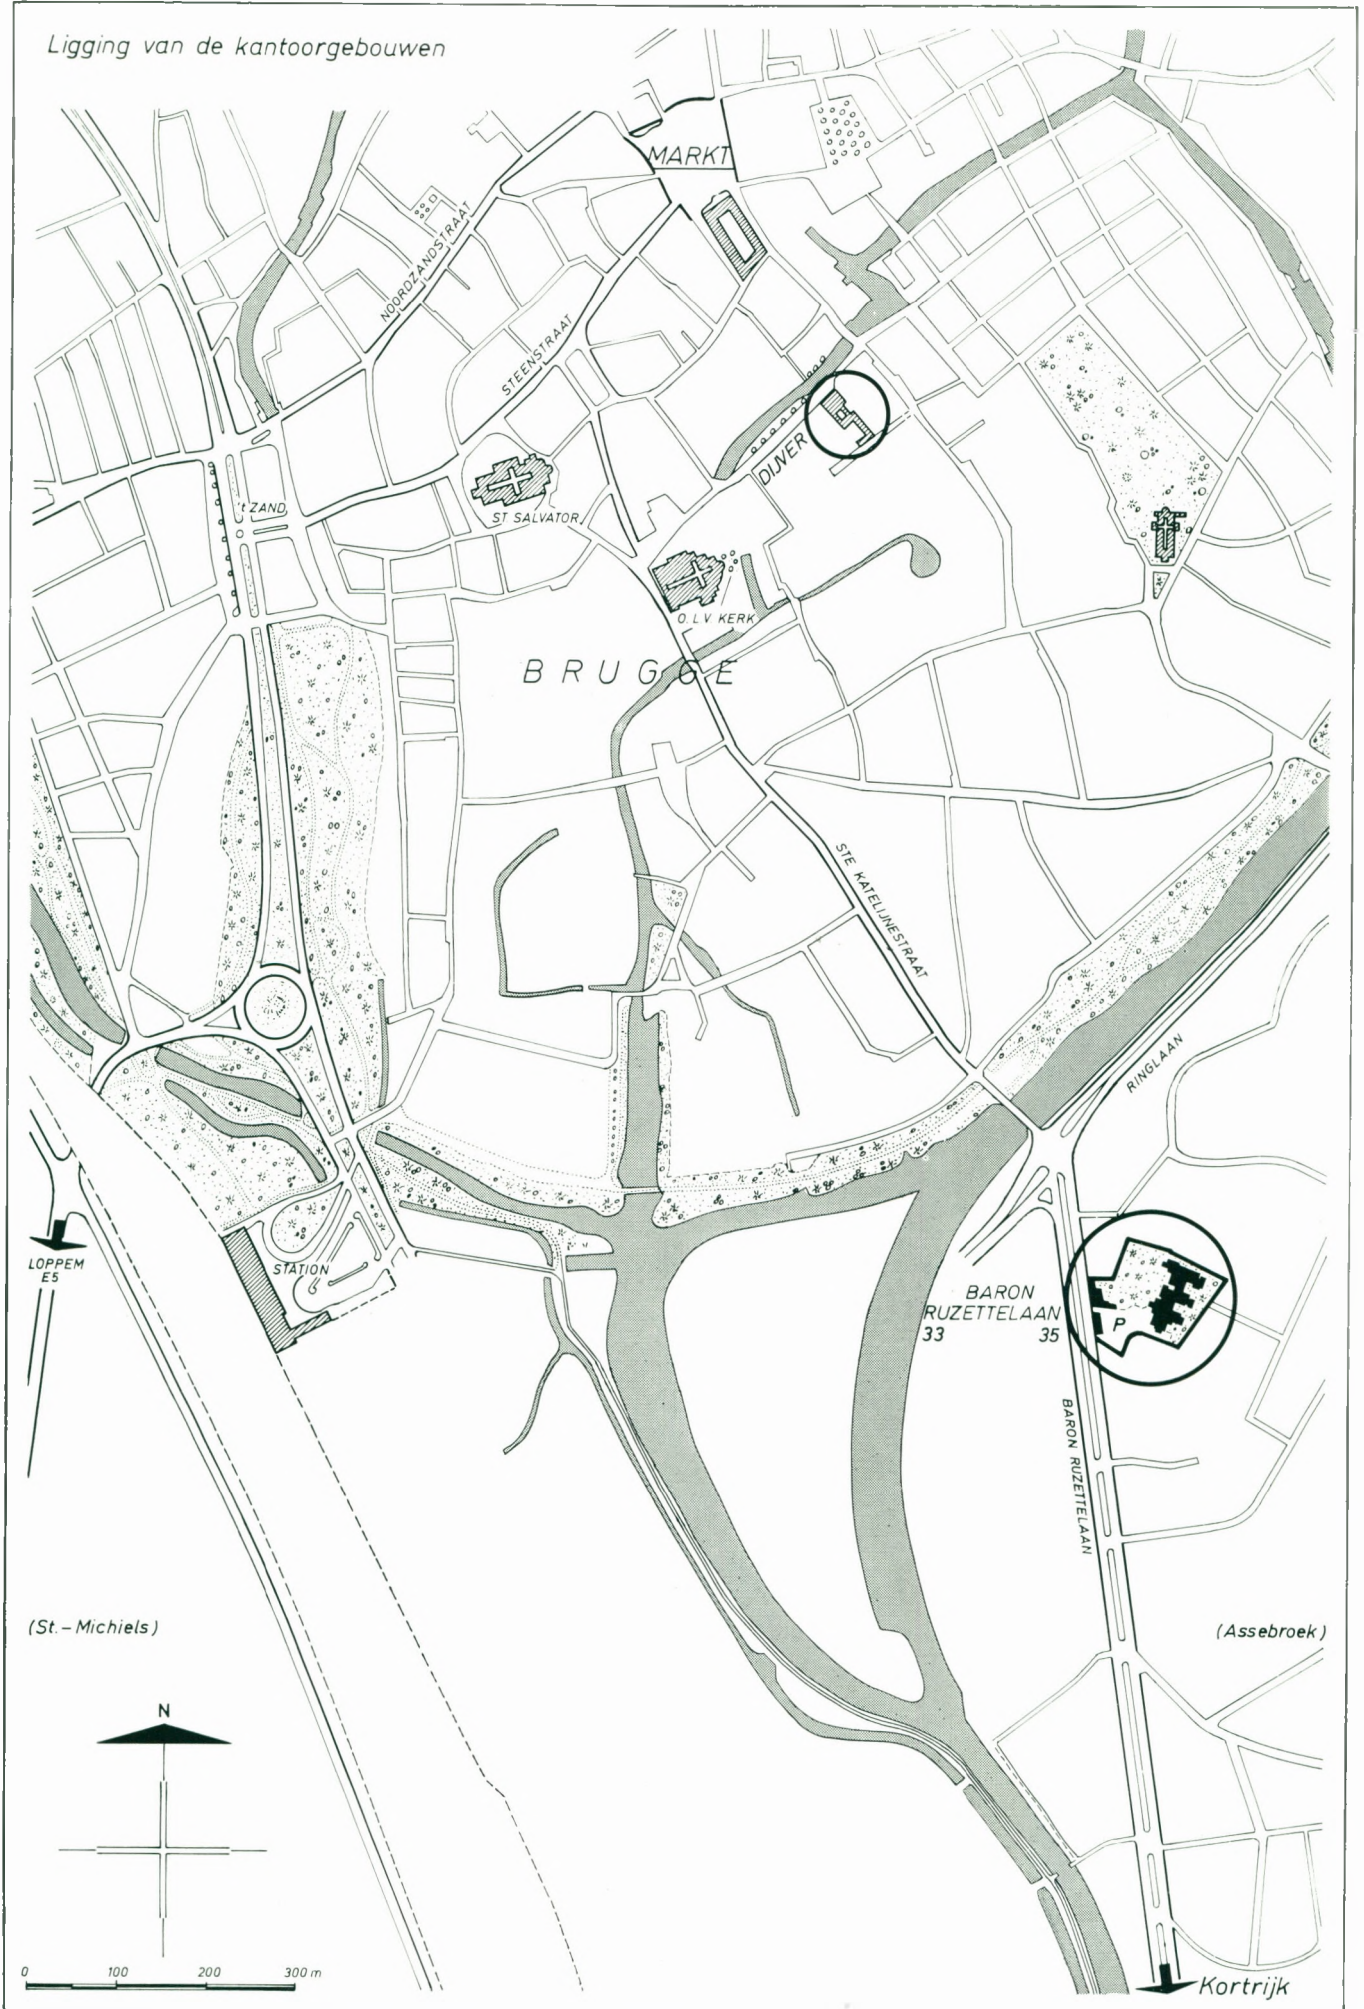 Ligging van de kantoorgebouwen
MARKT
NOORDZANDSTRAAT
STEENSTRAAT
DIJVER
't ZAND
ST SALVATOR
O.L.V KERK
BRUGGE
STE KATELIJNESTRAAT
RINGLAAN
LOPPEM
E5
STATION
BARON
RUZETTELAAN
33 35
P
BARON RUZETTELAAN
(St.-Michiels)
(Assebroek)
N
0 100 200 300 m
Kortrijk